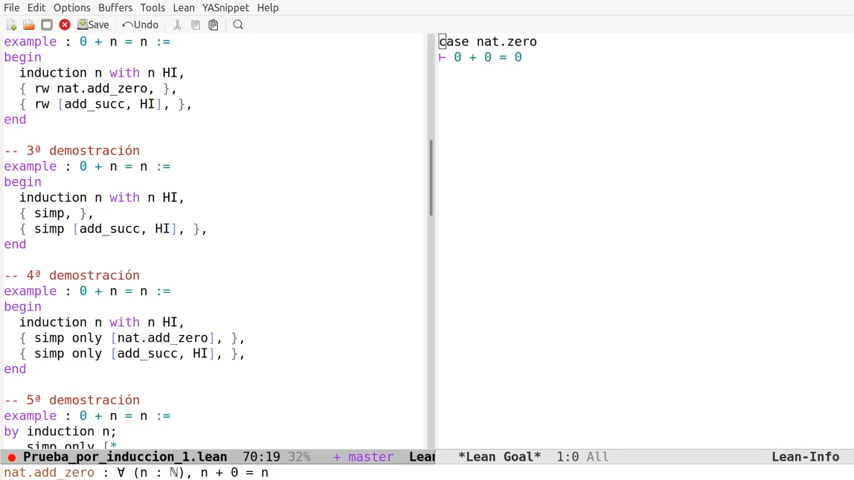 File Edit Options Buffers Tools Lean YASnippet Help
Save Undo
example : 0 + n = n :=
begin
  induction n with n HI,
  { rw nat.add_zero, },
  { rw [add_succ, HI], },
end
-- 3ª demostración
example : 0 + n = n :=
begin
  induction n with n HI,
  { simp, },
  { simp [add_succ, HI], },
end
-- 4ª demostración
example : 0 + n = n :=
begin
  induction n with n HI,
  { simp only [nat.add_zero], },
  { simp only [add_succ, HI], },
end
-- 5ª demostración
example : 0 + n = n :=
by induction n;
   simp only [*
case nat.zero
⊢ 0 + 0 = 0
Prueba_por_induccion_1.lean 70:19 32% + master Lean
*Lean Goal* 1:0 All Lean-Info
nat.add_zero : ∀ (n : ℕ), n + 0 = n